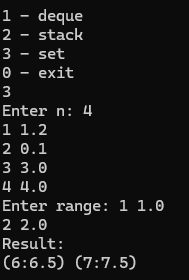 1 - deque
2 - stack
3 - set
0 - exit
3
Enter n: 4
1 1.2
2 0.1
3 3.0
4 4.0
Enter range: 1 1.0
2 2.0
Result:
(6:6.5) (7:7.5)